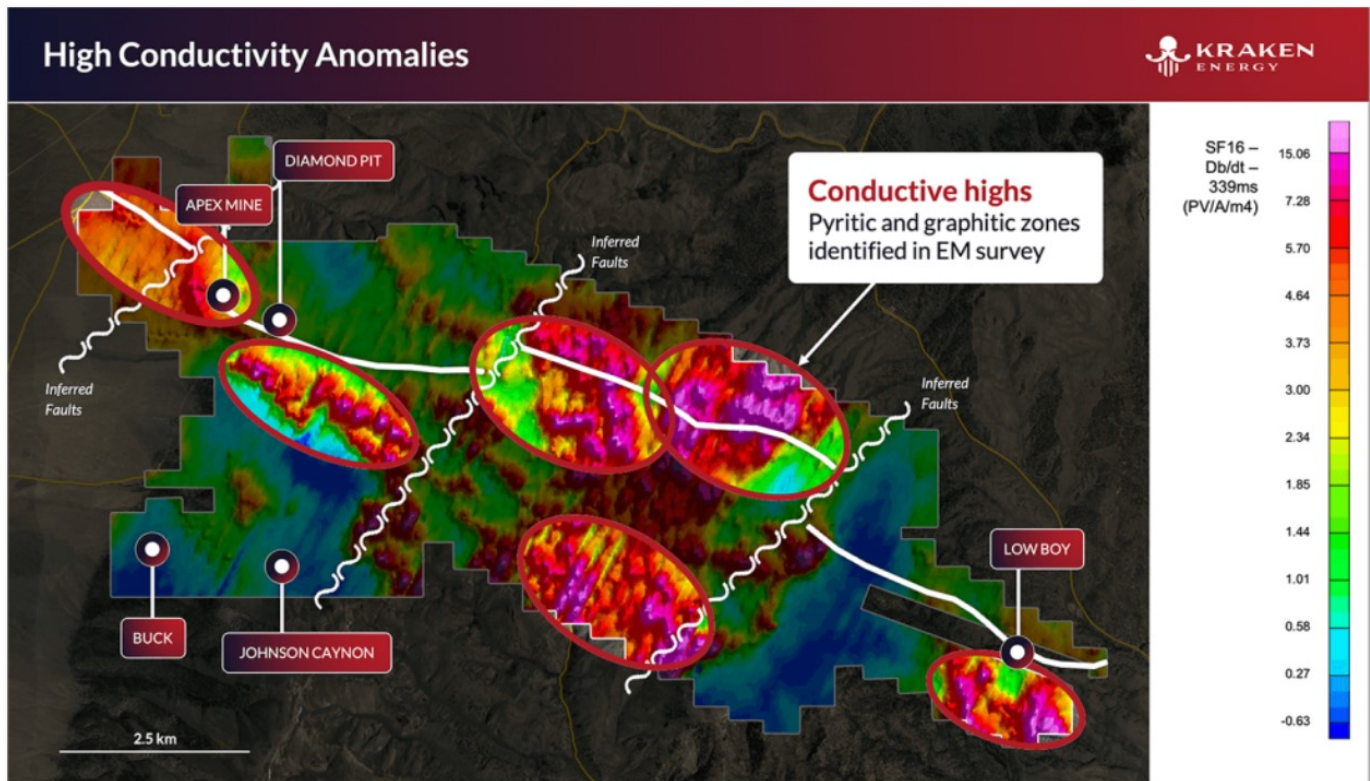 High Conductivity Anomalies
KRAKEN
ENERGY
DIAMOND PIT
APEX MINE
Inferred
Faults
Conductive highs
Pyritic and graphitic zones
identified in EM survey
Inferred
Faults
Inferred
Faults
BUCK
JOHNSON CAYNON
LOW BOY
2.5 km
SF16 –
Db/dt –
339ms
(PV/A/m4)
15.06
7.28
5.70
4.64
3.73
3.00
2.34
1.85
1.44
1.01
0.58
0.27
-0.63